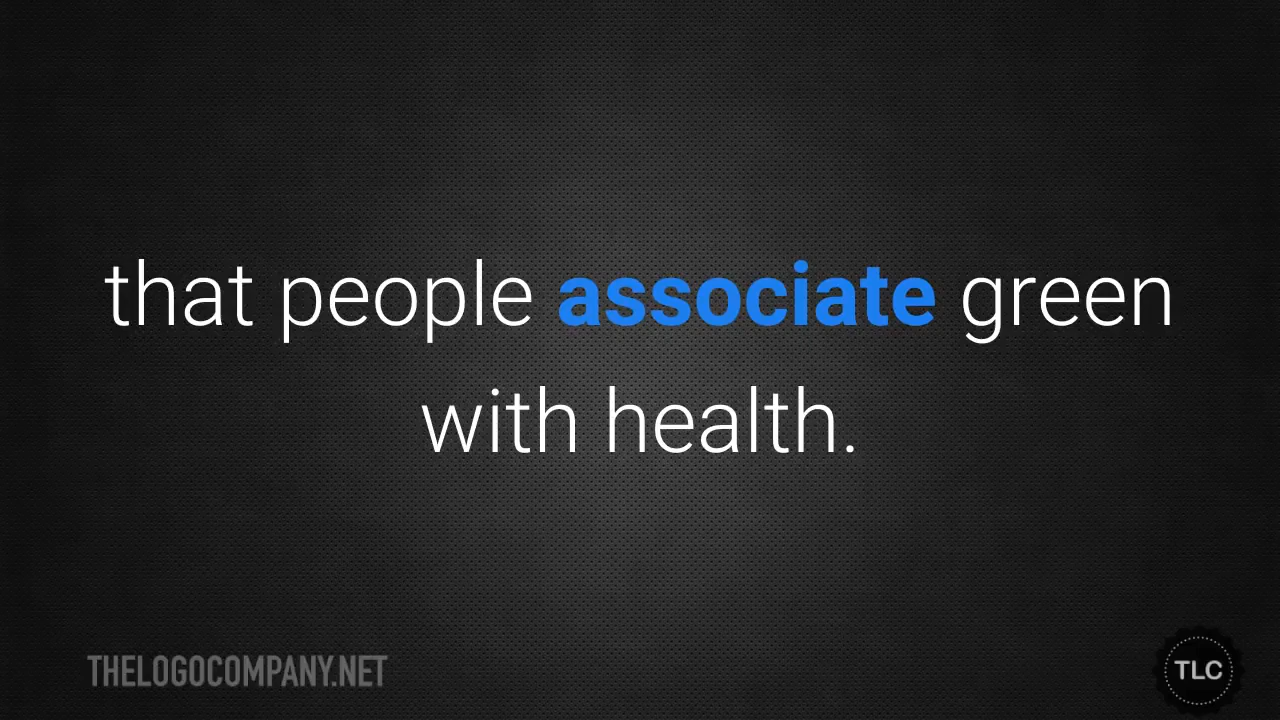 that people associate green
with health.
THELOGOCOMPANY.NET
TLC